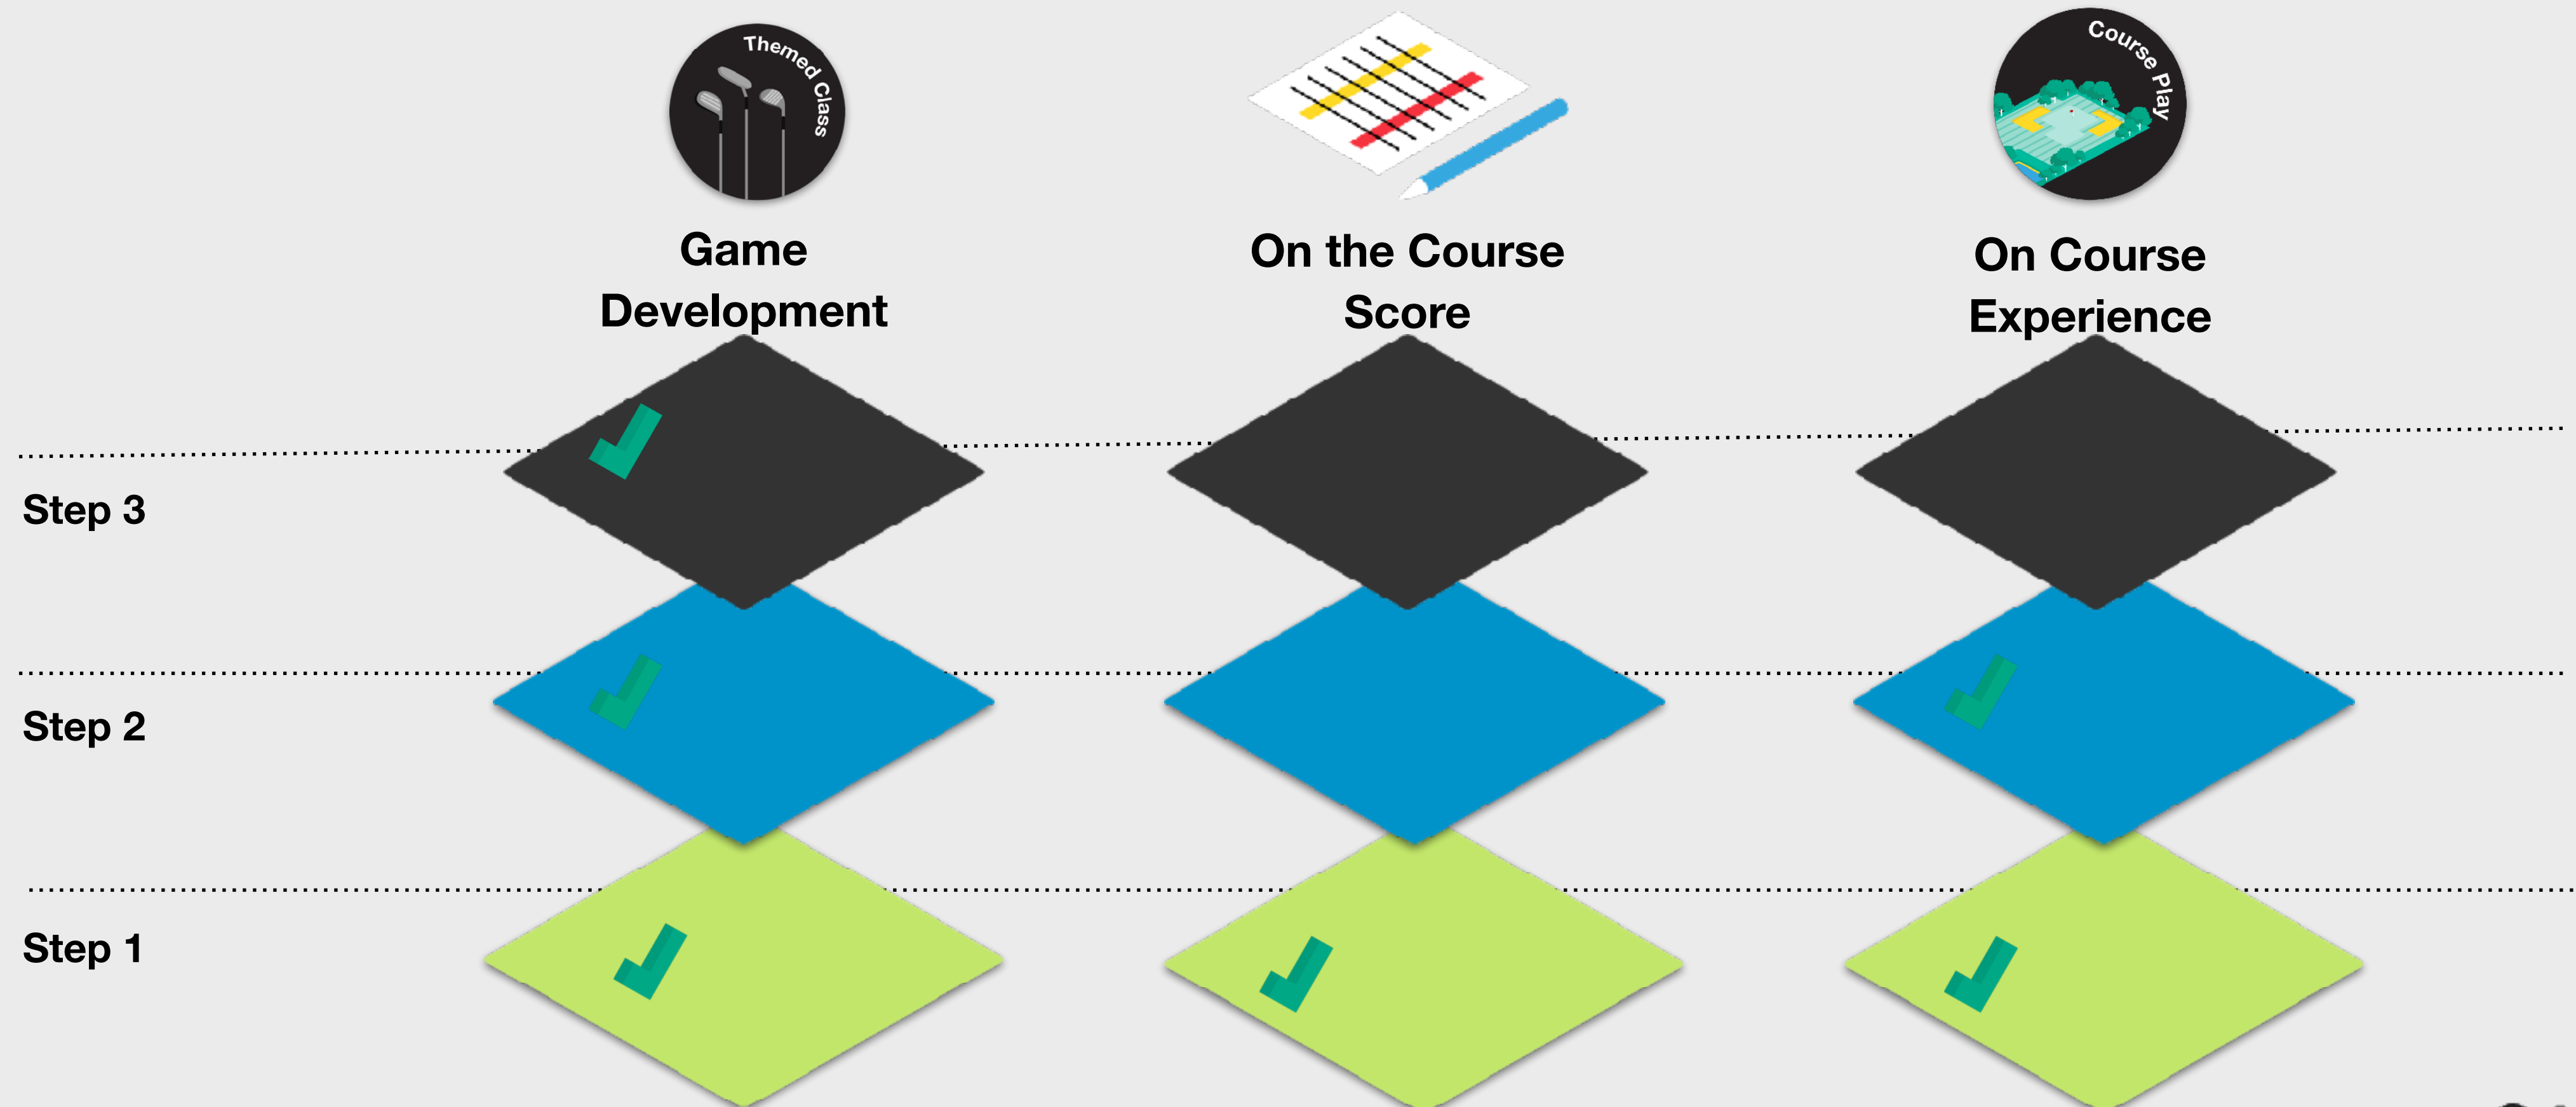 Themed Class
Course Play
Game
Development
On the Course
Score
On Course
Experience
Step 3
Step 2
Step 1